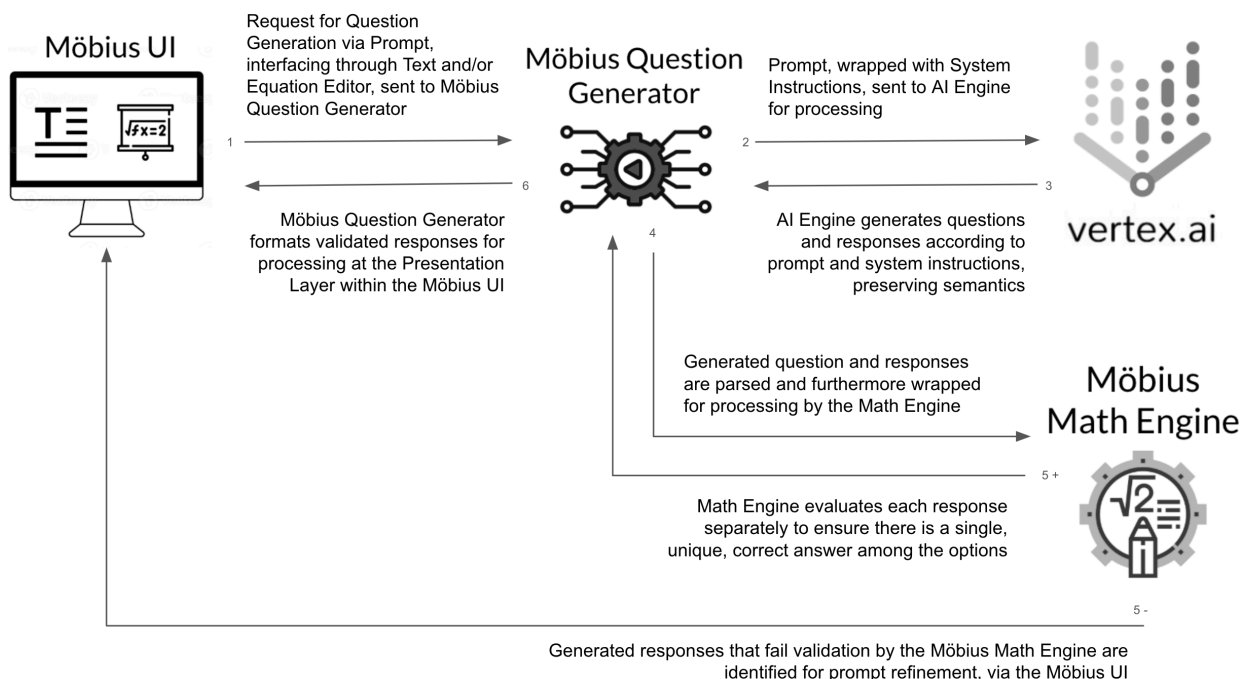 Möbius UI
T
√fx=2
Request for Question
Generation via Prompt,
interfacing through Text and/or
Equation Editor, sent to Möbius
Question Generator
1
6
Möbius Question Generator
formats validated responses for
processing at the Presentation
Layer within the Möbius UI
Möbius Question
Generator
4
Prompt, wrapped with System
Instructions, sent to AI Engine
for processing
2
3
AI Engine generates questions
and responses according to
prompt and system instructions,
preserving semantics
vertex.ai
Generated question and responses
are parsed and furthermore wrapped
for processing by the Math Engine
Möbius
Math Engine
√2
5 +
Math Engine evaluates each response
separately to ensure there is a single,
unique, correct answer among the options
5 -
Generated responses that fail validation by the Möbius Math Engine are
identified for prompt refinement, via the Möbius UI